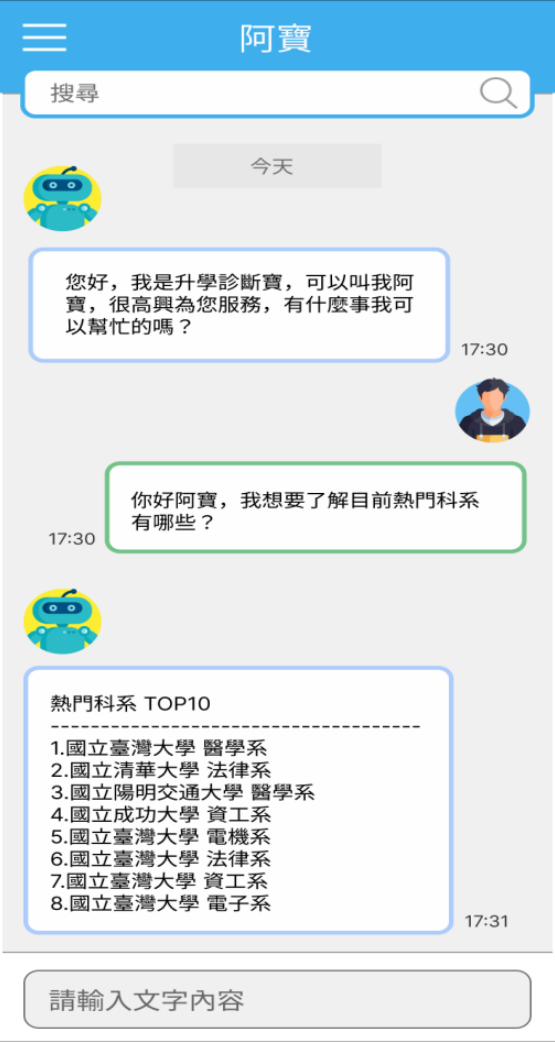 阿寶
搜尋
今天
您好，我是升學診斷寶，可以叫我阿
寶，很高興為您服務，有什麼事我可
以幫忙的嗎？
17:30
你好阿寶，我想要了解目前熱門科系
有哪些？
17:30
熱門科系 TOP10
-------------------------------------
1.國立臺灣大學 醫學系
2.國立清華大學 法律系
3.國立陽明交通大學 醫學系
4.國立成功大學 資工系
5.國立臺灣大學 電機系
6.國立臺灣大學 法律系
7.國立臺灣大學 資工系
8.國立臺灣大學 電子系
17:31
請輸入文字內容